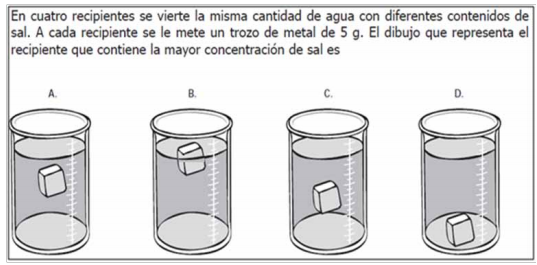 En cuatro recipientes se vierte la misma cantidad de agua con diferentes contenidos de
sal. A cada recipiente se le mete un trozo de metal de 5 g. El dibujo que representa el
recipiente que contiene la mayor concentración de sal es
A. B. C. D.